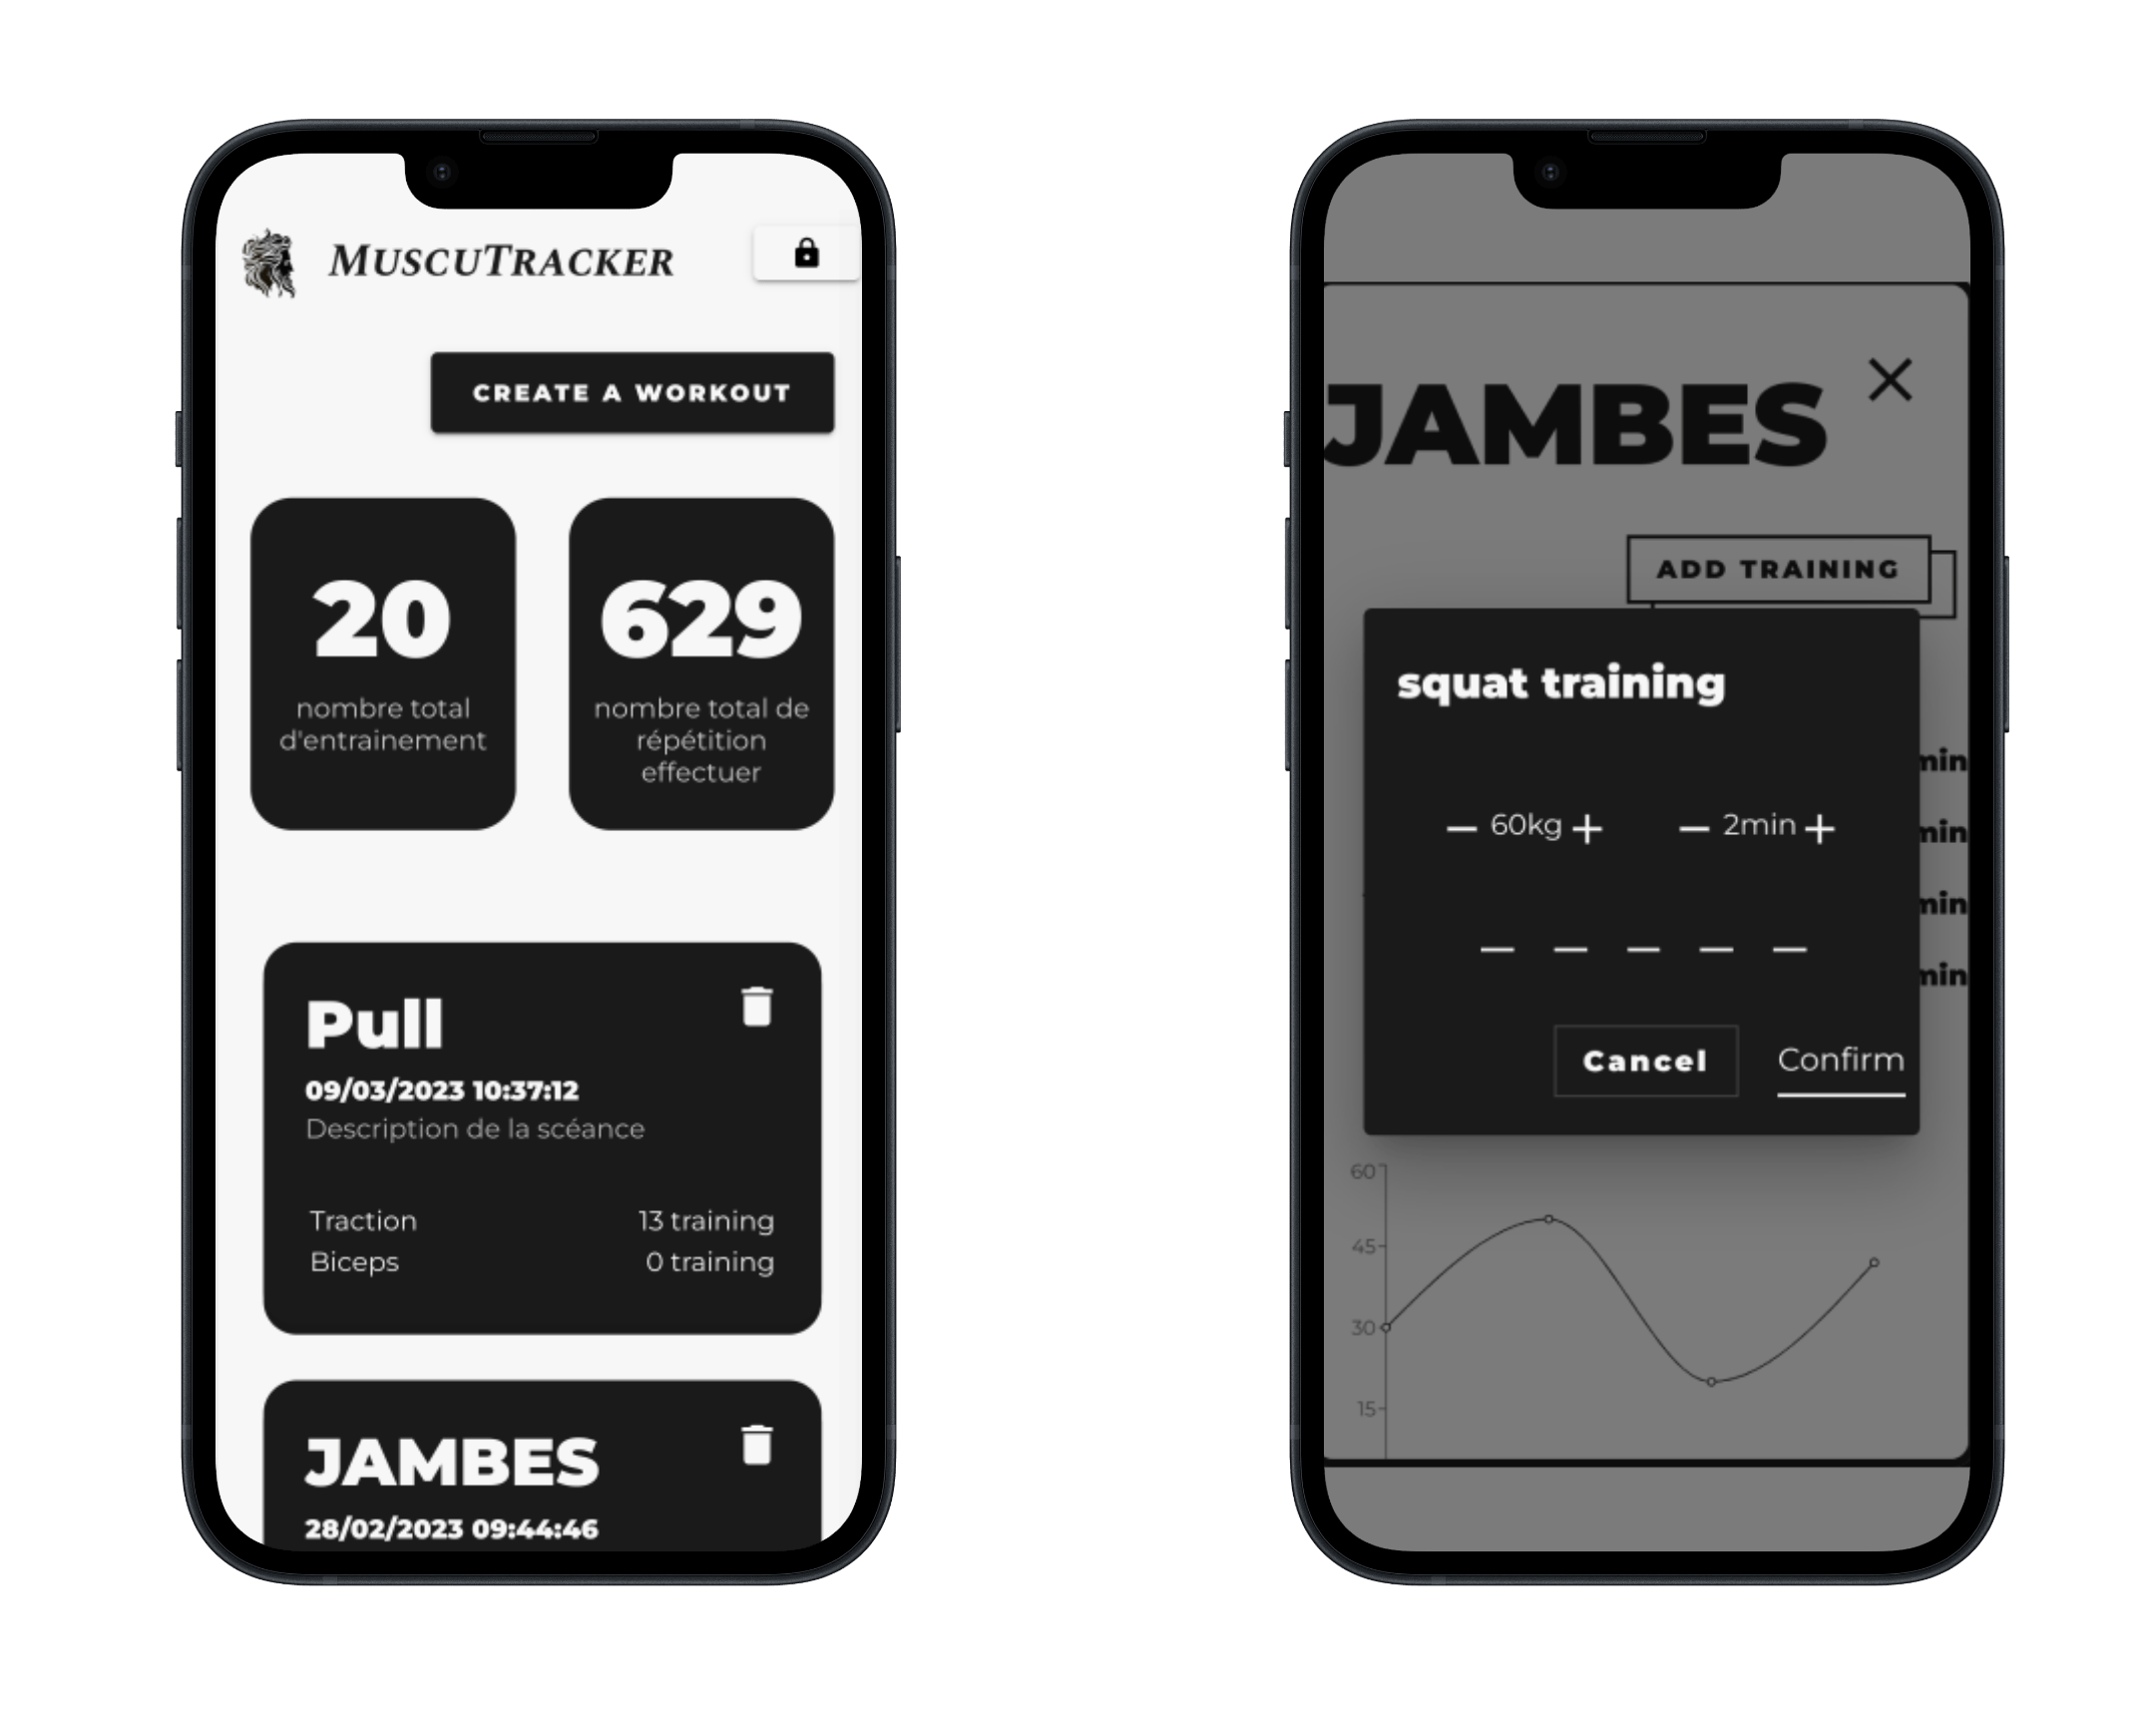 MUSCUTRACKER
CREATE A WORKOUT
20
nombre total
d'entrainement
629
nombre total de
répétition
effectuer
Pull
09/03/2023 10:37:12
Description de la scéance
Traction 13 training
Biceps 0 training
JAMBES
28/02/2023 09:44:46
JAMBES
ADD TRAINING
squat training
60kg 2min
min
min
min
min
Cancel Confirm
60
45
30
15